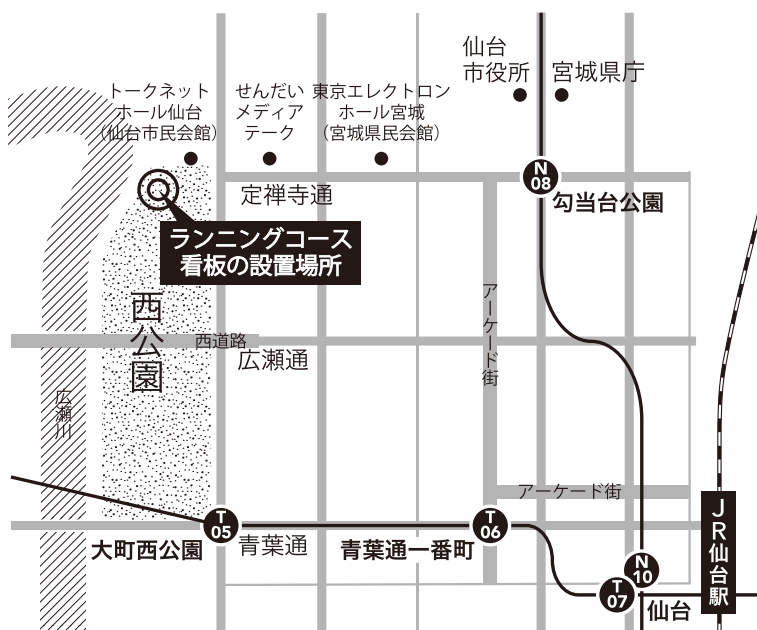 仙台
市役所
宮城県庁
トークネット
ホール仙台
（仙台市民会館）
せんだい
メディア
テーク
東京エレクトロン
ホール宮城
（宮城県民会館）
N
08
定禅寺通
勾当台公園
ランニングコース
看板の設置場所
西公園
アーケード街
西道路
広瀬通
広瀬川
アーケード街
T
05
T
06
大町西公園
青葉通
青葉通一番町
JR仙台駅
N
10
T
07
仙台